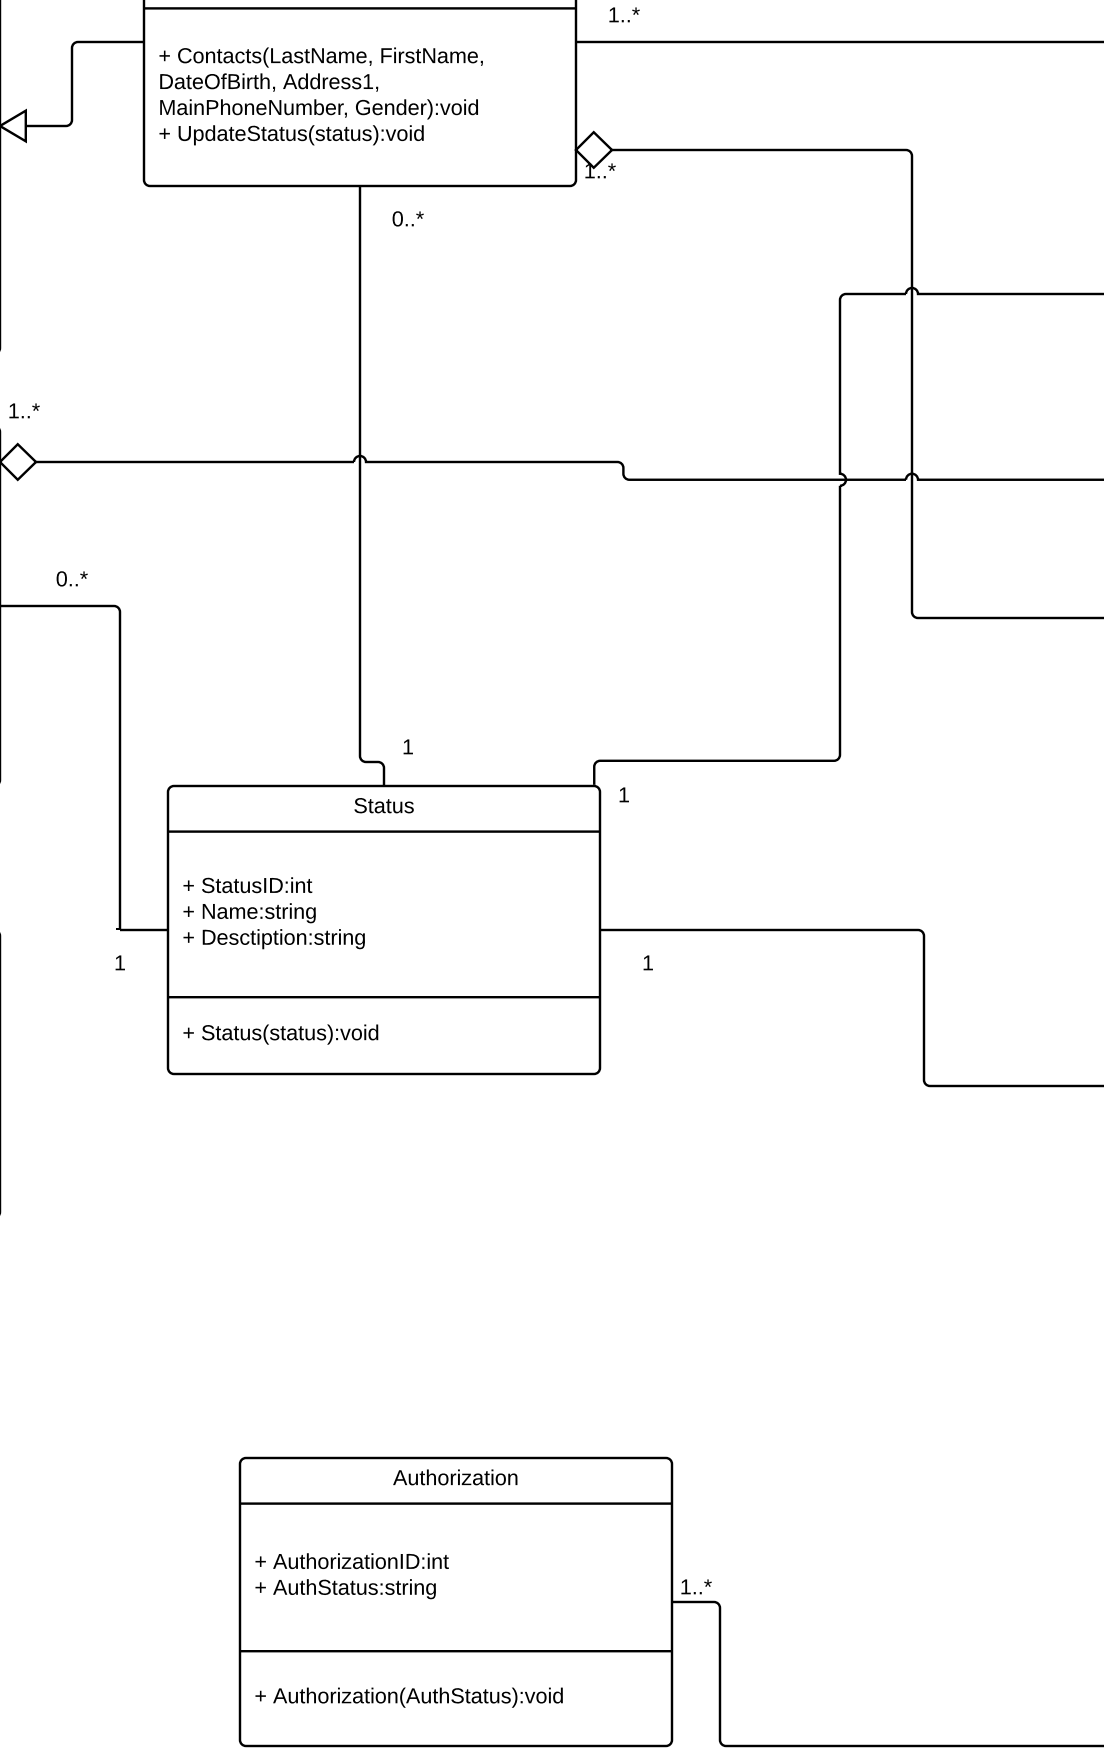 1..*
+ Contacts(LastName, FirstName,
DateOfBirth, Address1,
MainPhoneNumber, Gender):void
+ UpdateStatus(status):void
1..*
0..*
1..*
0..*
1
Status
1
+ StatusID:int
+ Name:string
+ Desctiption:string
1
1
+ Status(status):void
Authorization
+ AuthorizationID:int
+ AuthStatus:string
1..*
+ Authorization(AuthStatus):void